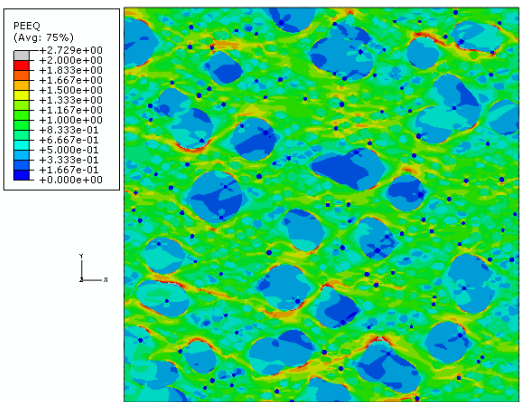 PEEQ
(Avg: 75%)
+2.729e+00
+2.000e+00
+1.833e+00
+1.667e+00
+1.500e+00
+1.333e+00
+1.167e+00
+1.000e+00
+8.333e-01
+6.667e-01
+5.000e-01
+3.333e-01
+1.667e-01
+0.000e+00
Y
Z X